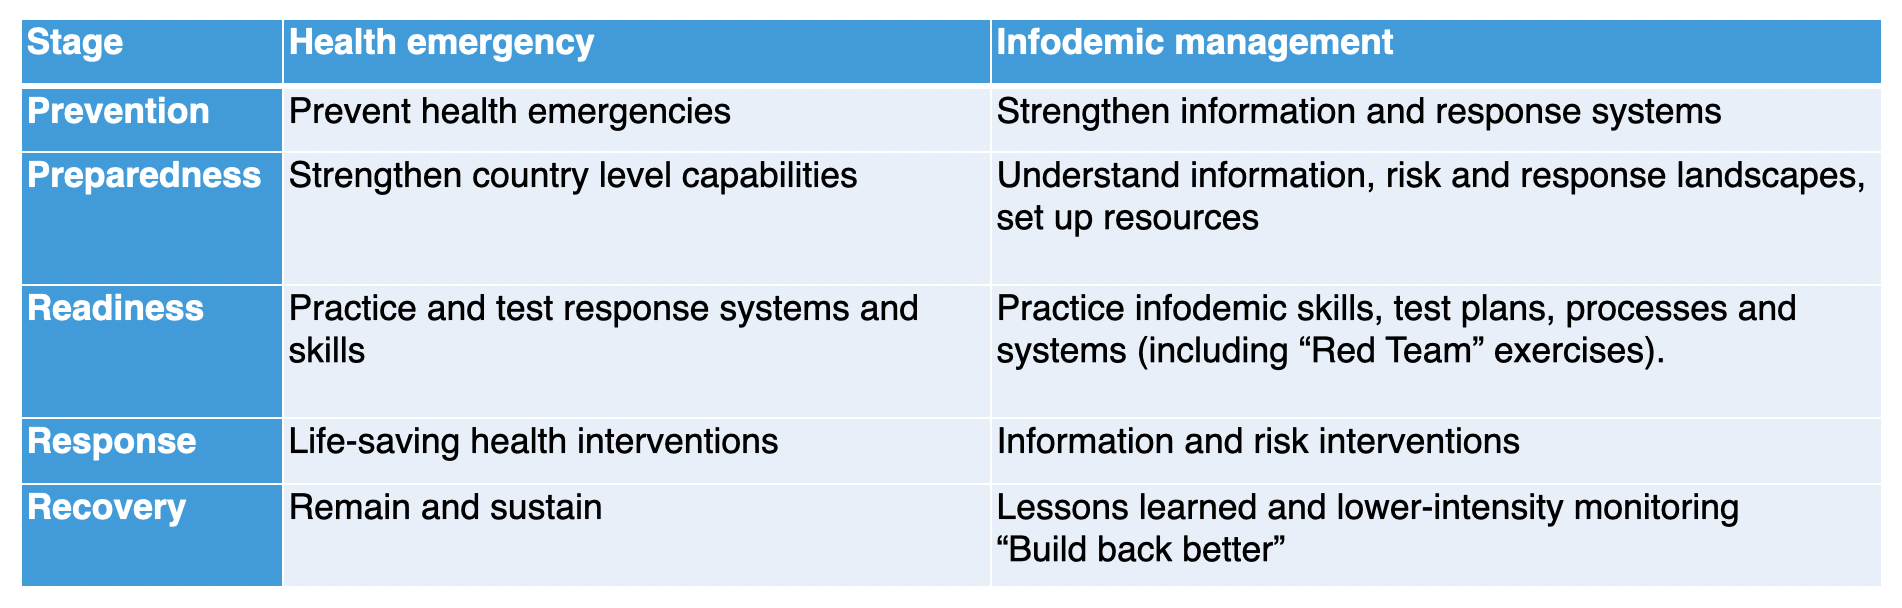 Stage Health emergency Infodemic management
Prevention Prevent health emergencies Strengthen information and response systems
Preparedness Strengthen country level capabilities Understand information, risk and response landscapes,
set up resources
Readiness Practice and test response systems and Practice infodemic skills, test plans, processes and
skills systems (including “Red Team” exercises).
Response Life-saving health interventions Information and risk interventions
Recovery Remain and sustain Lessons learned and lower-intensity monitoring
“Build back better”